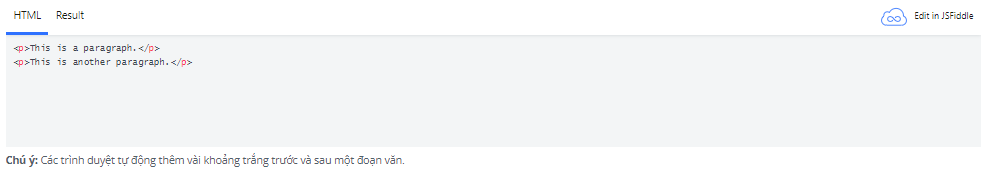 HTML Result Edit in JSFiddle
<p>This is a paragraph.</p>
<p>This is another paragraph.</p>
Chú ý: Các trình duyệt tự động thêm vài khoảng trắng trước và sau một đoạn văn.